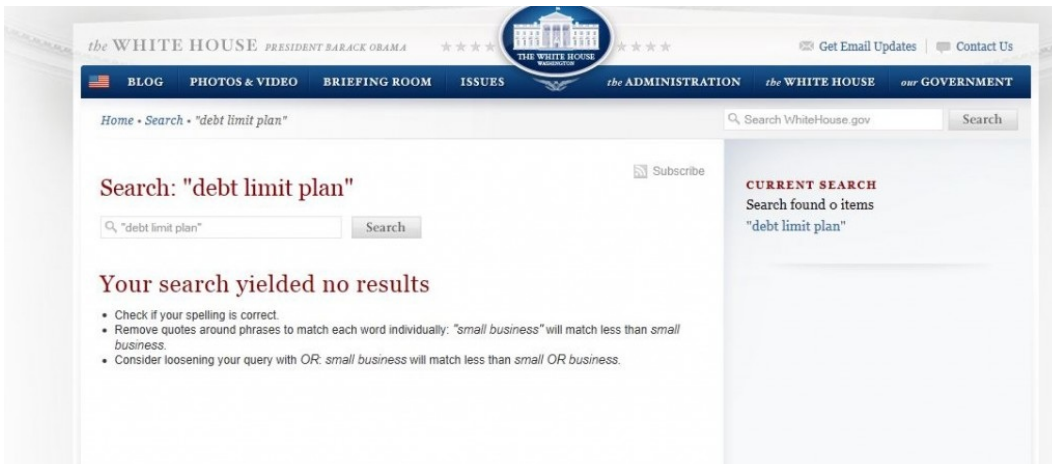 the WHITE HOUSE PRESIDENT BARACK OBAMA
THE WHITE HOUSE
WASHINGTON
Get Email Updates
Contact Us
BLOG
PHOTOS & VIDEO
BRIEFING ROOM
ISSUES
the ADMINISTRATION
the WHITE HOUSE
our GOVERNMENT
Home • Search • "debt limit plan"
Search WhiteHouse.gov
Search
Subscribe
Search: "debt limit plan"
"debt limit plan"
Search
Your search yielded no results
• Check if your spelling is correct.
• Remove quotes around phrases to match each word individually: "small business" will match less than small
business.
• Consider loosening your query with OR: small business will match less than small OR business.
CURRENT SEARCH
Search found 0 items
"debt limit plan"